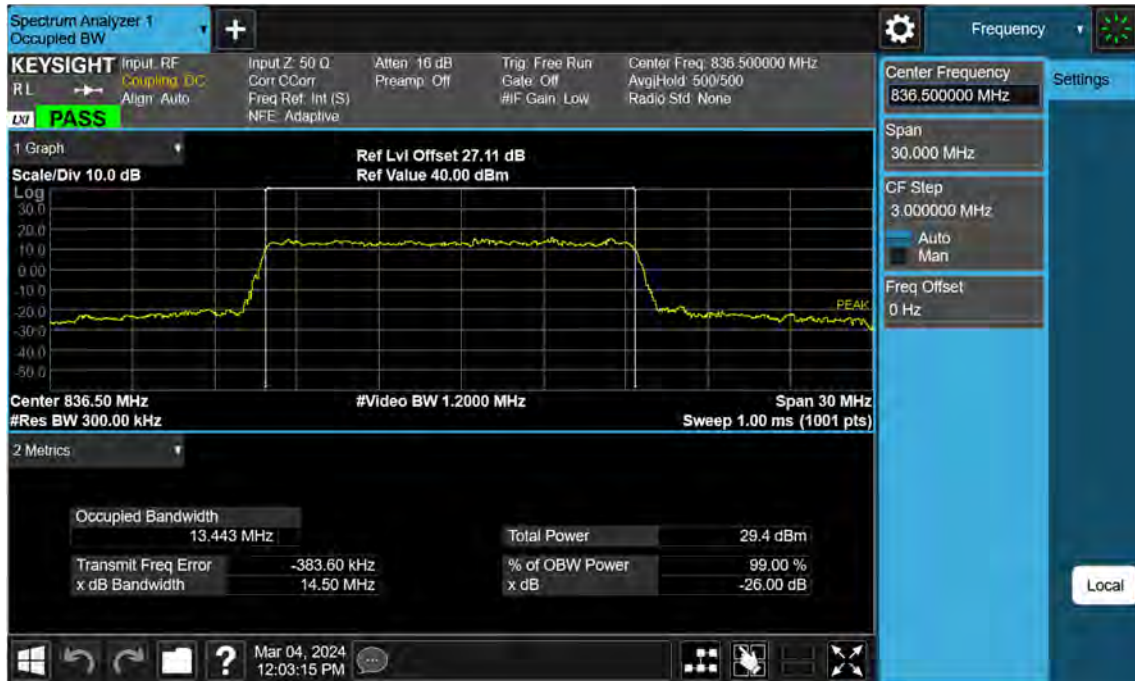 Spectrum Analyzer 1
Occupied BW
Frequency
KEYSIGHT
R L
LXI
PASS
Input: RF
Coupling: DC
Align: Auto
Input Z: 50 Ω
Corr CCorr
Freq Ref: Int (S)
NFE: Adaptive
Atten: 16 dB
Preamp: Off
Trig: Free Run
Gate: Off
#IF Gain: Low
Center Freq: 836.500000 MHz
Avg|Hold: 500/500
Radio Std: None
1 Graph
Scale/Div 10.0 dB
Ref Lvl Offset 27.11 dB
Ref Value 40.00 dBm
Log
30.0
20.0
10.0
0.00
-10.0
-20.0
-30.0
-40.0
-50.0
PEAK
Center 836.50 MHz
#Video BW 1.2000 MHz
Span 30 MHz
#Res BW 300.00 kHz
Sweep 1.00 ms (1001 pts)
2 Metrics
Occupied Bandwidth
13.443 MHz
Total Power 29.4 dBm
Transmit Freq Error -383.60 kHz
% of OBW Power 99.00 %
x dB Bandwidth 14.50 MHz
x dB -26.00 dB
Center Frequency
836.500000 MHz
Settings
Span
30.000 MHz
CF Step
3.000000 MHz
Auto
Man
Freq Offset
0 Hz
Local
?
Mar 04, 2024
12:03:15 PM